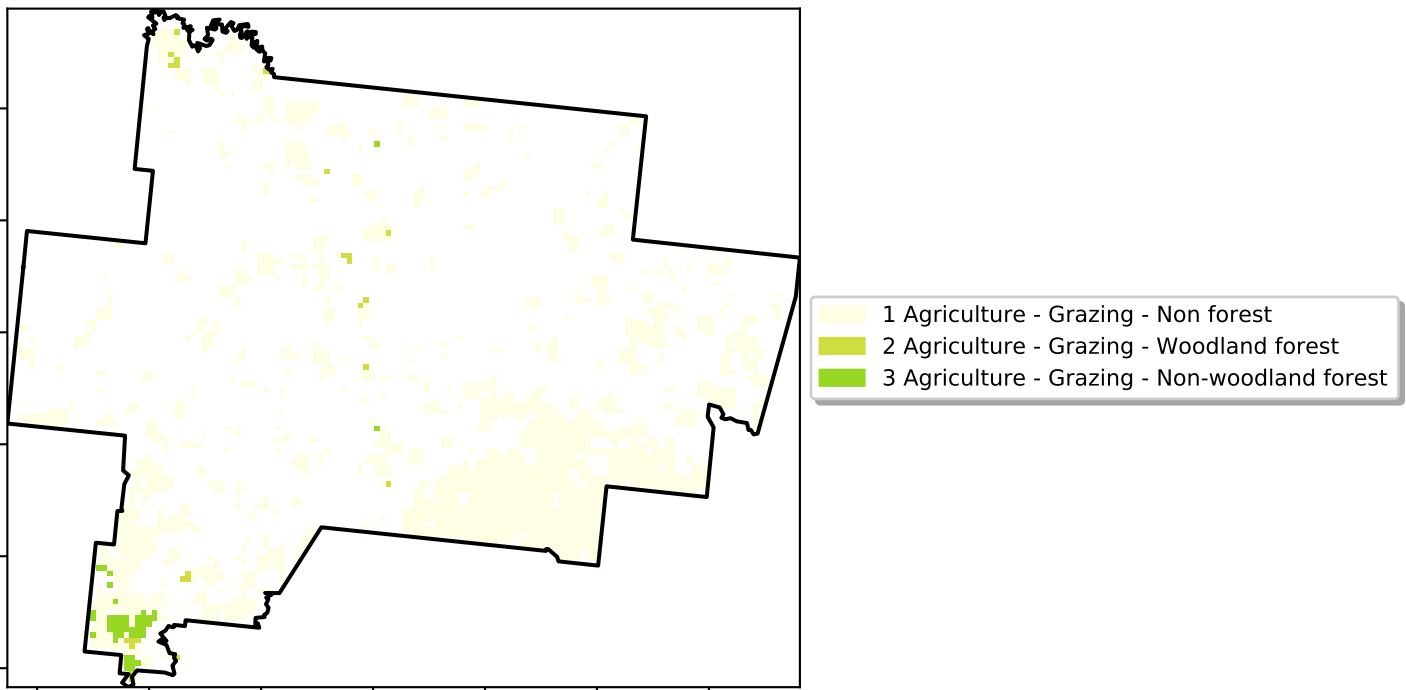 1 Agriculture - Grazing - Non forest
2 Agriculture - Grazing - Woodland forest
3 Agriculture - Grazing - Non-woodland forest